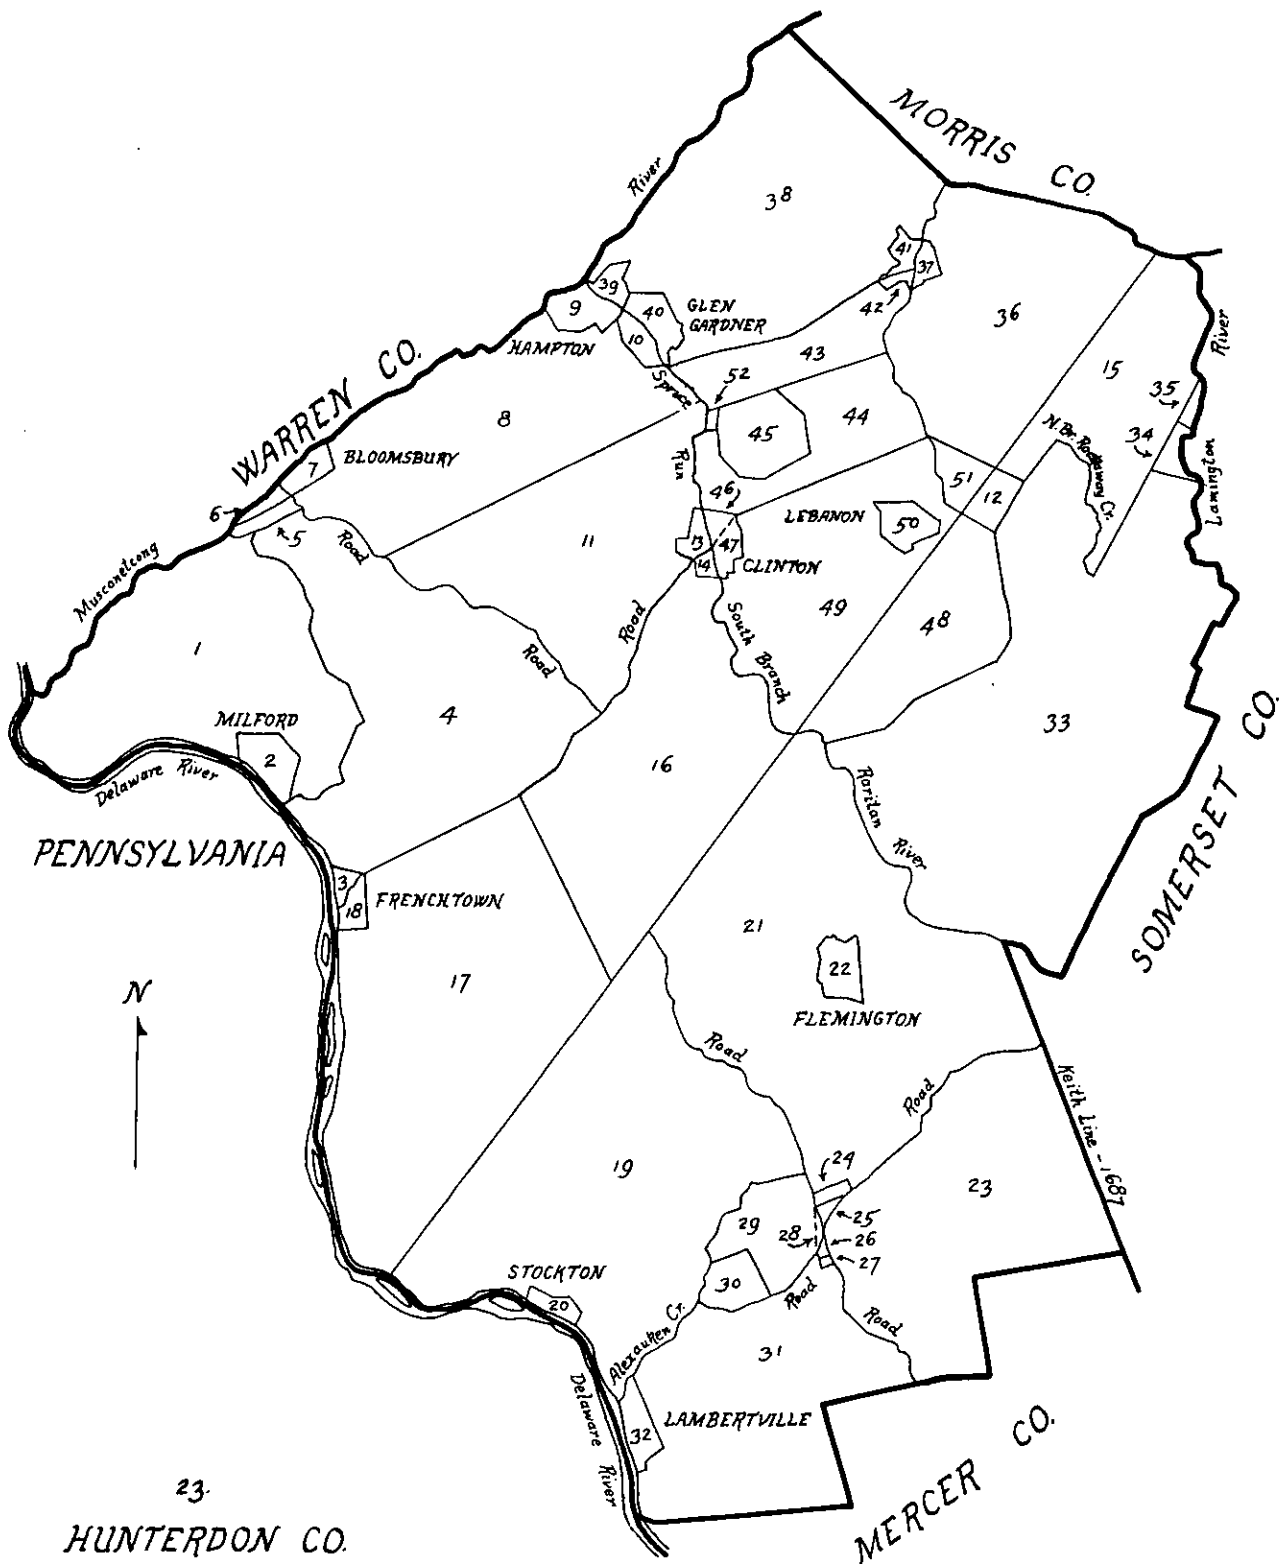 MORRIS CO.
River
38
41
37
39
9
40
GLEN
GARDNER
42
36
HAMPTON
10
43
River
WARREN CO.
Spruce
52
15
35
8
45
44
N. Br. Rockaway Cr.
34
7
BLOOMSBURY
Run
46
51
12
Lamington
6
5
LEBANON
50
Road
11
13
47
14
CLINTON
Musconetcong
Road
49
48
1
Road
South Branch
MILFORD
4
33
2
16
SOMERSET CO.
Delaware River
Raritan
River
PENNSYLVANIA
3
18
FRENCHTOWN
21
22
17
N
FLEMINGTON
Road
Road
Keith Line - 1687
19
24
23
29
25
28
26
27
STOCKTON
30
20
Road
Road
Alexauken Cr.
31
Delaware
River
LAMBERTVILLE
32
MERCER CO.
23.
HUNTERDON CO.